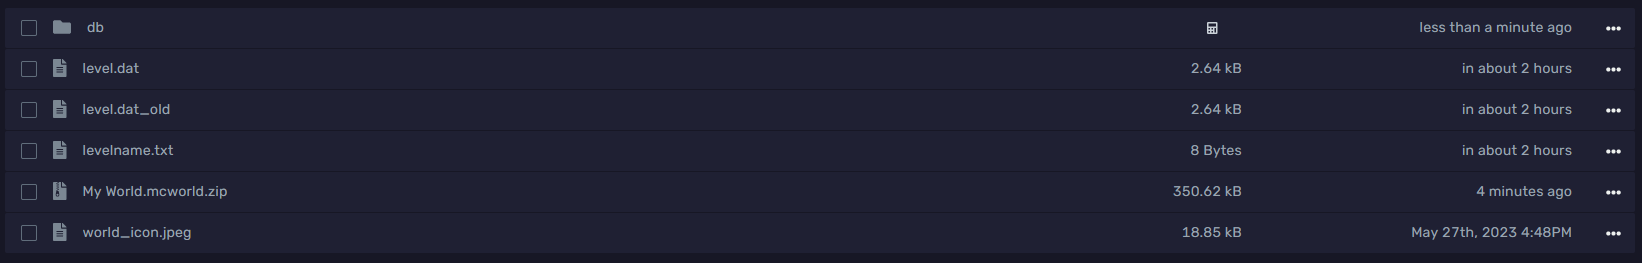 db less than a minute ago
level.dat 2.64 kB in about 2 hours
level.dat_old 2.64 kB in about 2 hours
levelname.txt 8 Bytes in about 2 hours
My World.mcworld.zip 350.62 kB 4 minutes ago
world_icon.jpeg 18.85 kB May 27th, 2023 4:48PM